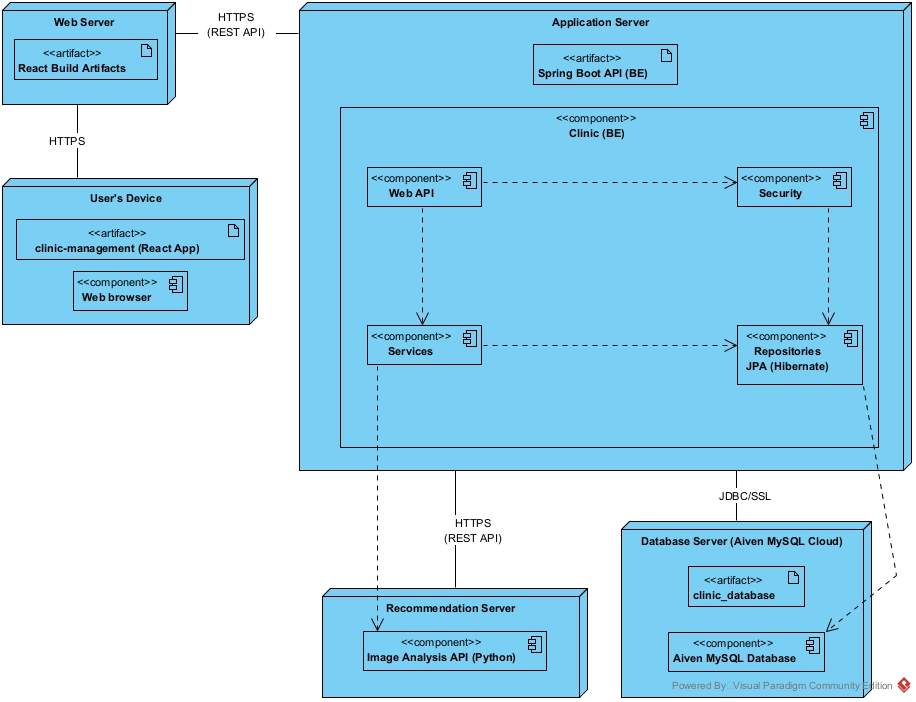 Web Server
<<artifact>>
React Build Artifacts
HTTPS
(REST API)
Application Server
<<artifact>>
Spring Boot API (BE)
<<component>>
Clinic (BE)
<<component>>
Web API
<<component>>
Security
<<component>>
Services
<<component>>
Repositories
JPA (Hibernate)
HTTPS
User's Device
<<artifact>>
clinic-management (React App)
<<component>>
Web browser
HTTPS
(REST API)
JDBC/SSL
Recommendation Server
<<component>>
Image Analysis API (Python)
Database Server (Aiven MySQL Cloud)
<<artifact>>
clinic_database
<<component>>
Aiven MySQL Database
Powered By: Visual Paradigm Community Edition